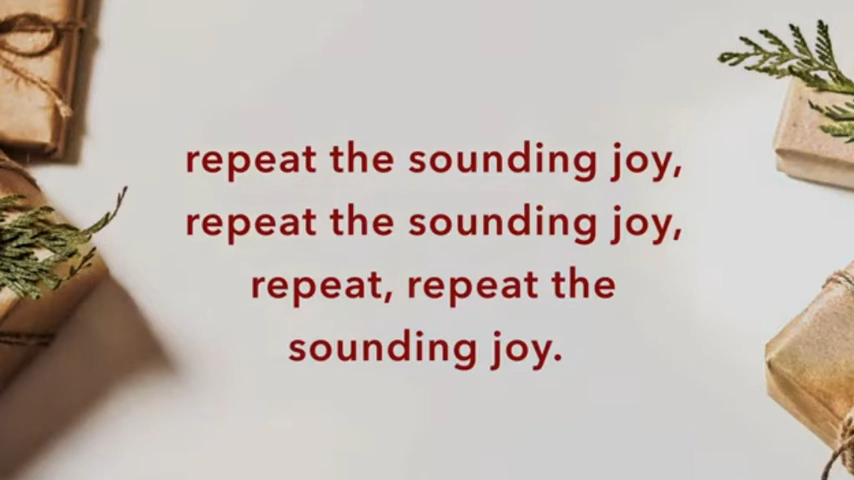 repeat the sounding joy,
repeat the sounding joy,
repeat, repeat the
sounding joy.